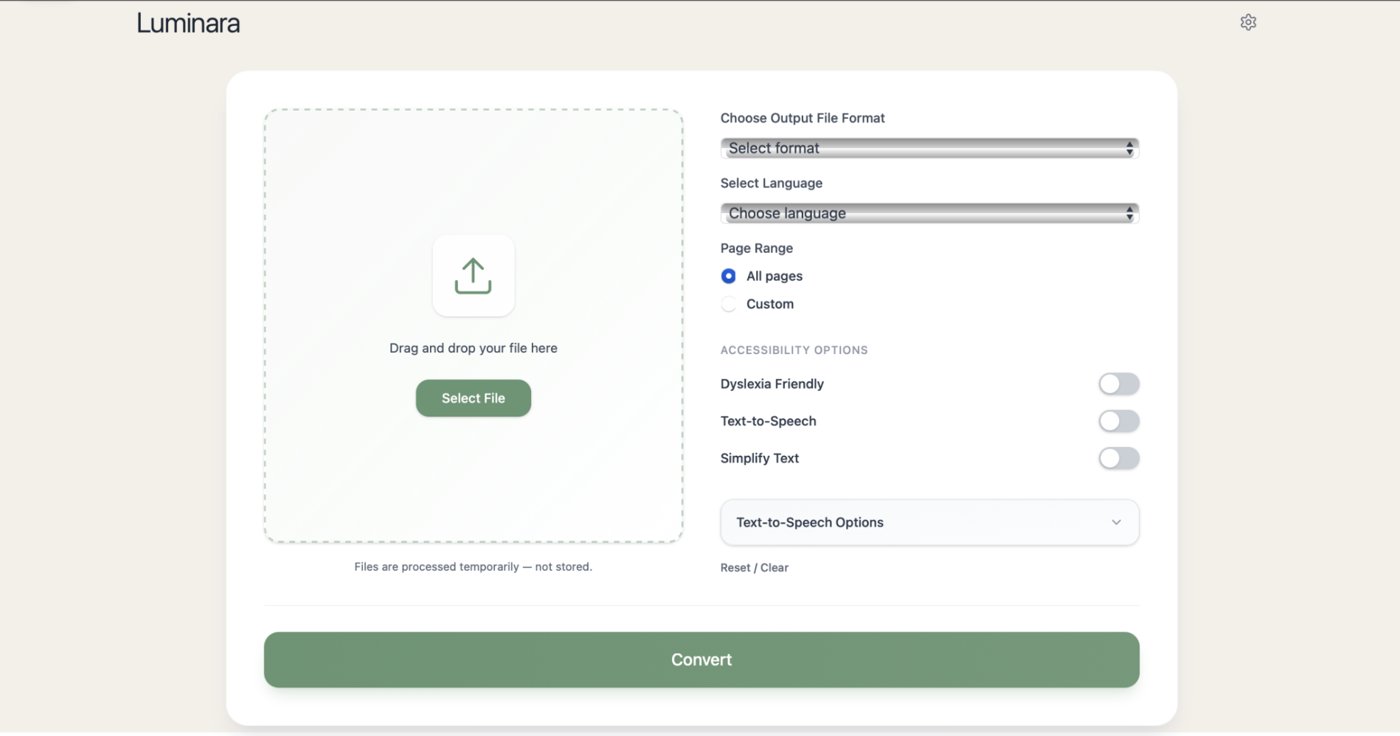 Luminara
Drag and drop your file here
Select File
Files are processed temporarily — not stored.
Choose Output File Format
Select format
Select Language
Choose language
Page Range
All pages
Custom
ACCESSIBILITY OPTIONS
Dyslexia Friendly
Text-to-Speech
Simplify Text
Text-to-Speech Options
Reset / Clear
Convert